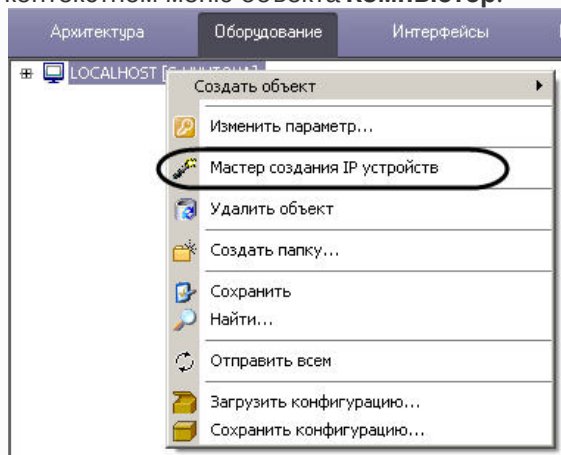 контекстном меню объекта Компьютер.
Архитектура Оборудование Интерфейсы
LOCALHOST
Создать объект
Изменить параметр...
Мастер создания IP устройств
Удалить объект
Создать папку...
Сохранить
Найти...
Отправить всем
Загрузить конфигурацию...
Сохранить конфигурацию...